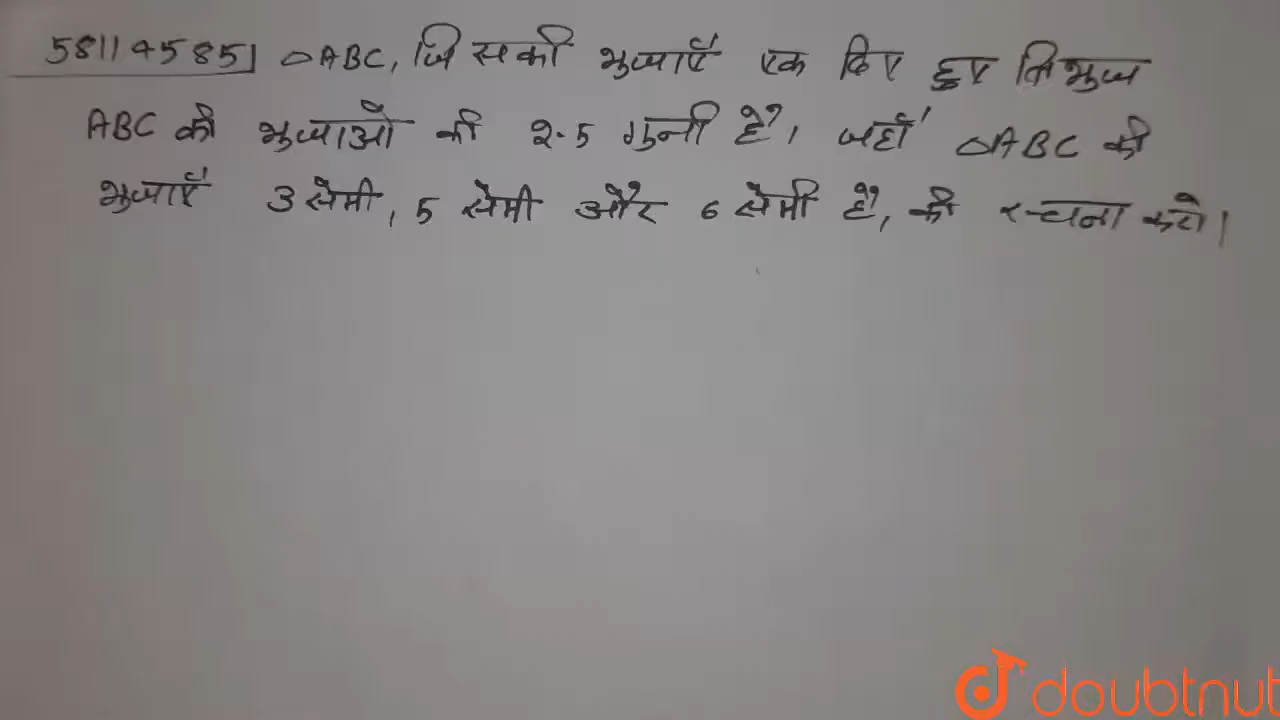 58114585] △ABC, जिसकी भुजाएँ एक दिए हुए त्रिभुज
ABC की भुजाओं की 2.5 गुनी है, जहाँ △ABC की
भुजाएँ 3 सेमी, 5 सेमी और 6 सेमी हैं, की रचना करो।
doubtnut